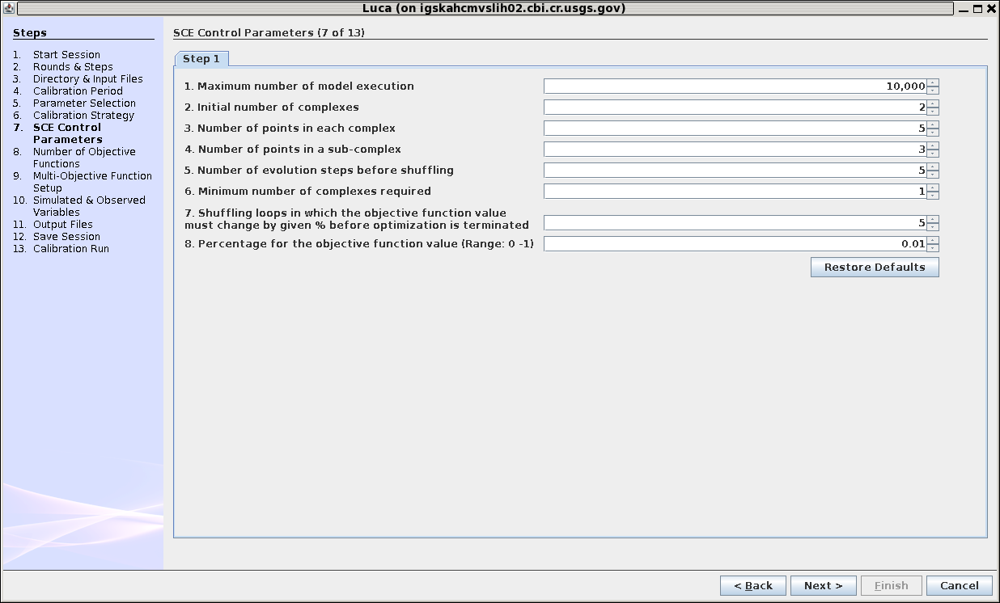 Luca (on igskahcmvslih02.cbi.cr.usgs.gov)
Steps
1. Start Session
2. Rounds & Steps
3. Directory & Input Files
4. Calibration Period
5. Parameter Selection
6. Calibration Strategy
7. SCE Control
Parameters
8. Number of Objective
Functions
9. Multi-Objective Function
Setup
10. Simulated & Observed
Variables
11. Output Files
12. Save Session
13. Calibration Run
SCE Control Parameters (7 of 13)
Step 1
1. Maximum number of model execution 10,000
2. Initial number of complexes 2
3. Number of points in each complex 5
4. Number of points in a sub-complex 3
5. Number of evolution steps before shuffling 5
6. Minimum number of complexes required 1
7. Shuffling loops in which the objective function value
must change by given % before optimization is terminated 5
8. Percentage for the objective function value (Range: 0 -1) 0.01
Restore Defaults
< Back Next > Finish Cancel